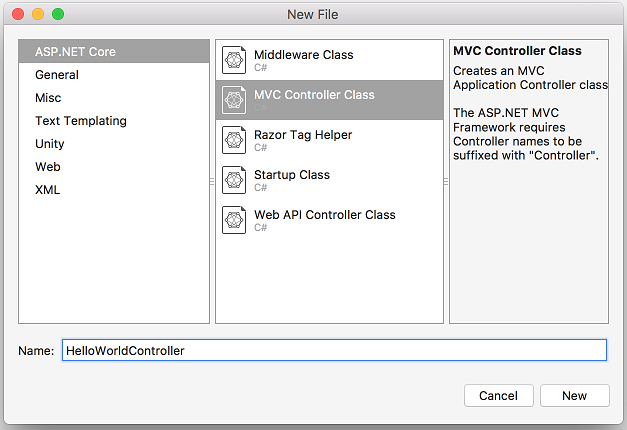 New File
ASP.NET Core
General
Misc
Text Templating
Unity
Web
XML
Middleware Class
C#
MVC Controller Class
C#
Razor Tag Helper
C#
Startup Class
C#
Web API Controller Class
C#
MVC Controller Class
Creates an MVC
Application Controller class
The ASP.NET MVC
Framework requires
Controller names to be
suffixed with "Controller".
Name: HelloWorldController
Cancel New